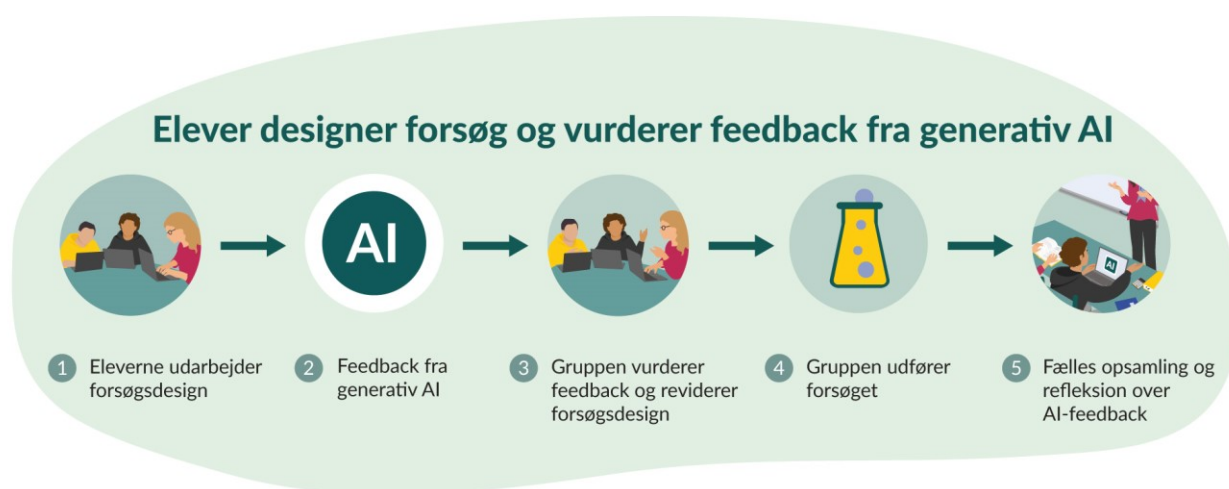 Elever designer forsøg og vurderer feedback fra generativ AI
AI
AI
1 Eleverne udarbejder
forsøgsdesign
2 Feedback fra
generativ AI
3 Gruppen vurderer
feedback og reviderer
forsøgsdesign
4 Gruppen udfører
forsøget
5 Fælles opsamling og
refleksion over
AI-feedback